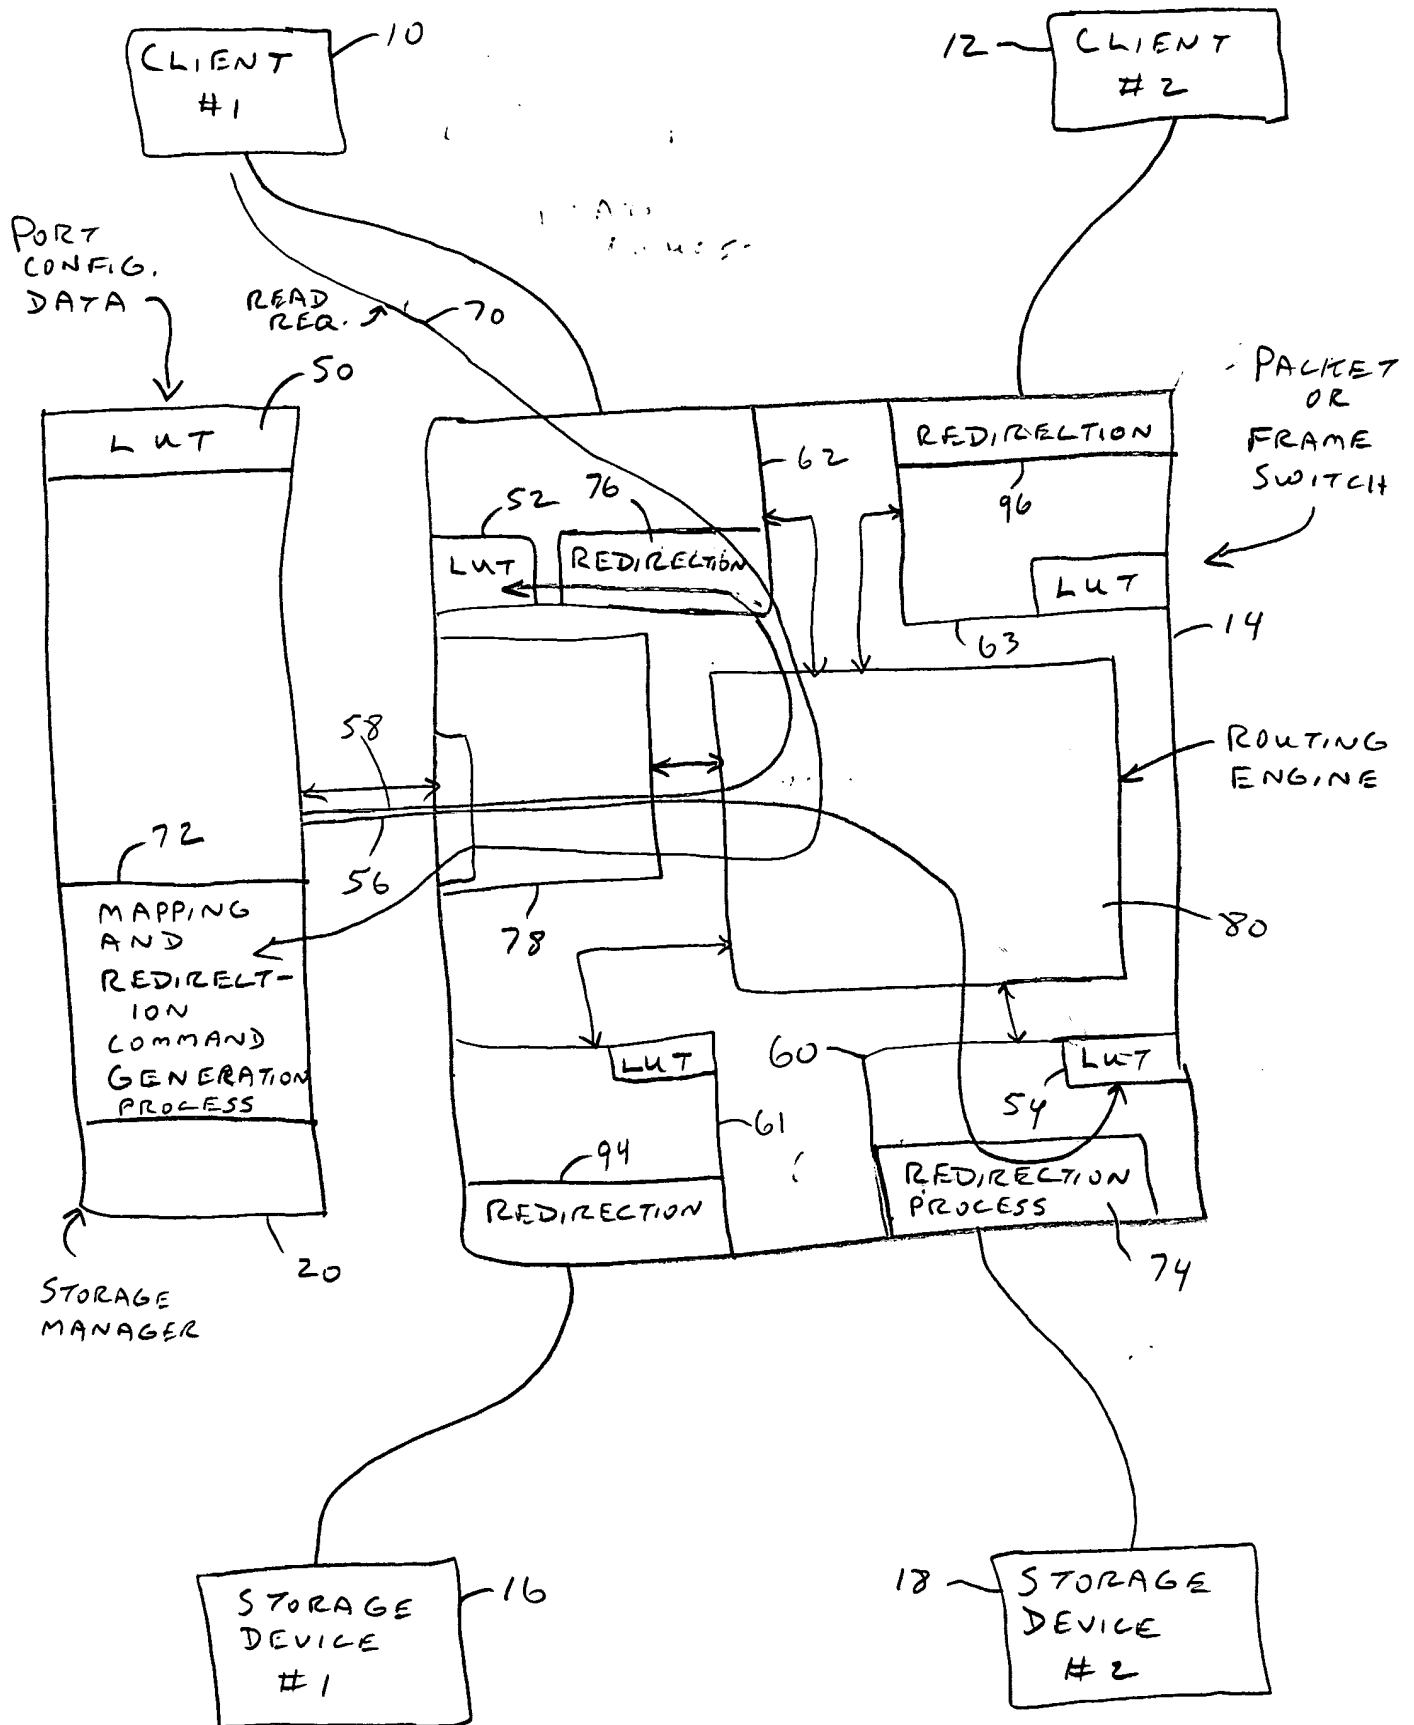 CLIENT
#1
10
12
CLIENT
#2
PORT
CONFIG.
DATA
READ
REQ.
70
50
LUT
PACKET
OR
FRAME
SWITCH
REDIRECTION
96
62
52
76
LUT
REDIRECTION
LUT
63
14
58
56
ROUTING
ENGINE
72
MAPPING
AND
REDIRECT-
ION
COMMAND
GENERATION
PROCESS
78
80
LUT
60
LUT
54
61
94
REDIRECTION
REDIRECTION
PROCESS
74
20
STORAGE
MANAGER
16
STORAGE
DEVICE
#1
18
STORAGE
DEVICE
#2